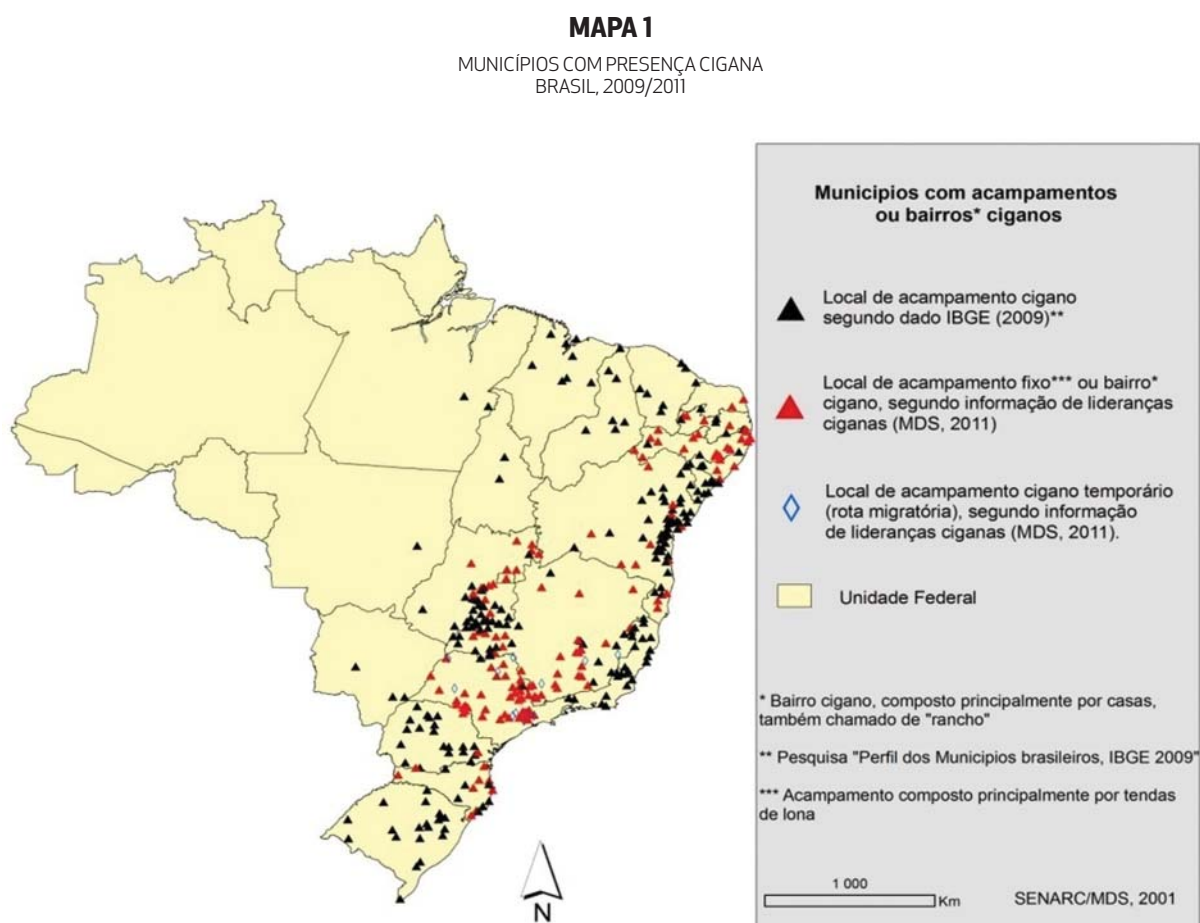 MAPA 1
MUNICÍPIOS COM PRESENÇA CIGANA
BRASIL, 2009/2011
Municipios com acampamentos
ou bairros* ciganos
Local de acampamento cigano
segundo dado IBGE (2009)**
Local de acampamento fixo*** ou bairro*
cigano, segundo informação de lideranças
ciganas (MDS, 2011)
Local de acampamento cigano temporário
(rota migratória), segundo informação
de lideranças ciganas (MDS, 2011).
Unidade Federal
* Bairro cigano, composto principalmente por casas,
também chamado de "rancho"
** Pesquisa "Perfil dos Municipios brasileiros, IBGE 2009"
*** Acampamento composto principalmente por tendas
de lona
1 000
Km
SENARC/MDS, 2001
N